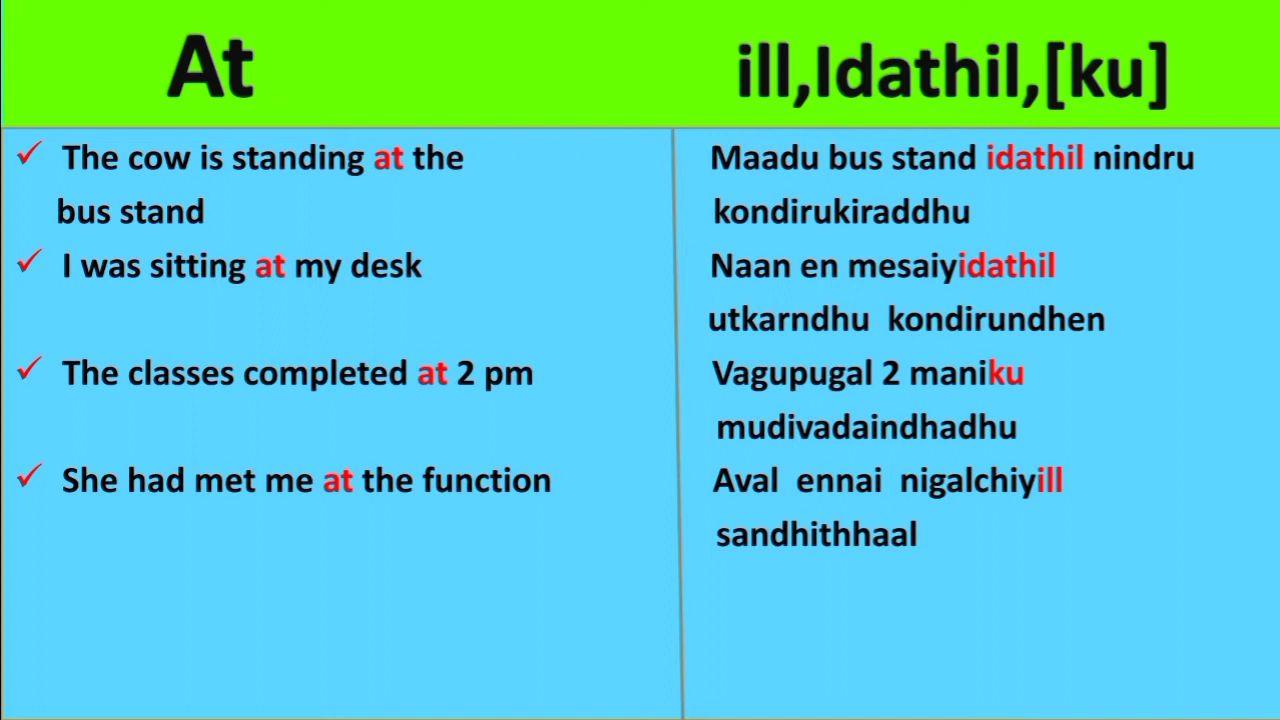 At
ill,Idathil,[ku]
✓ The cow is standing at the
bus stand
✓ I was sitting at my desk
✓ The classes completed at 2 pm
✓ She had met me at the function
Maadu bus stand idathil nindru
kondirukiraddhu
Naan en mesaiyidathil
utkarndhu kondirundhen
Vagupugal 2 maniku
mudivadaindhadhu
Aval ennai nigalchiyill
sandhithhaal